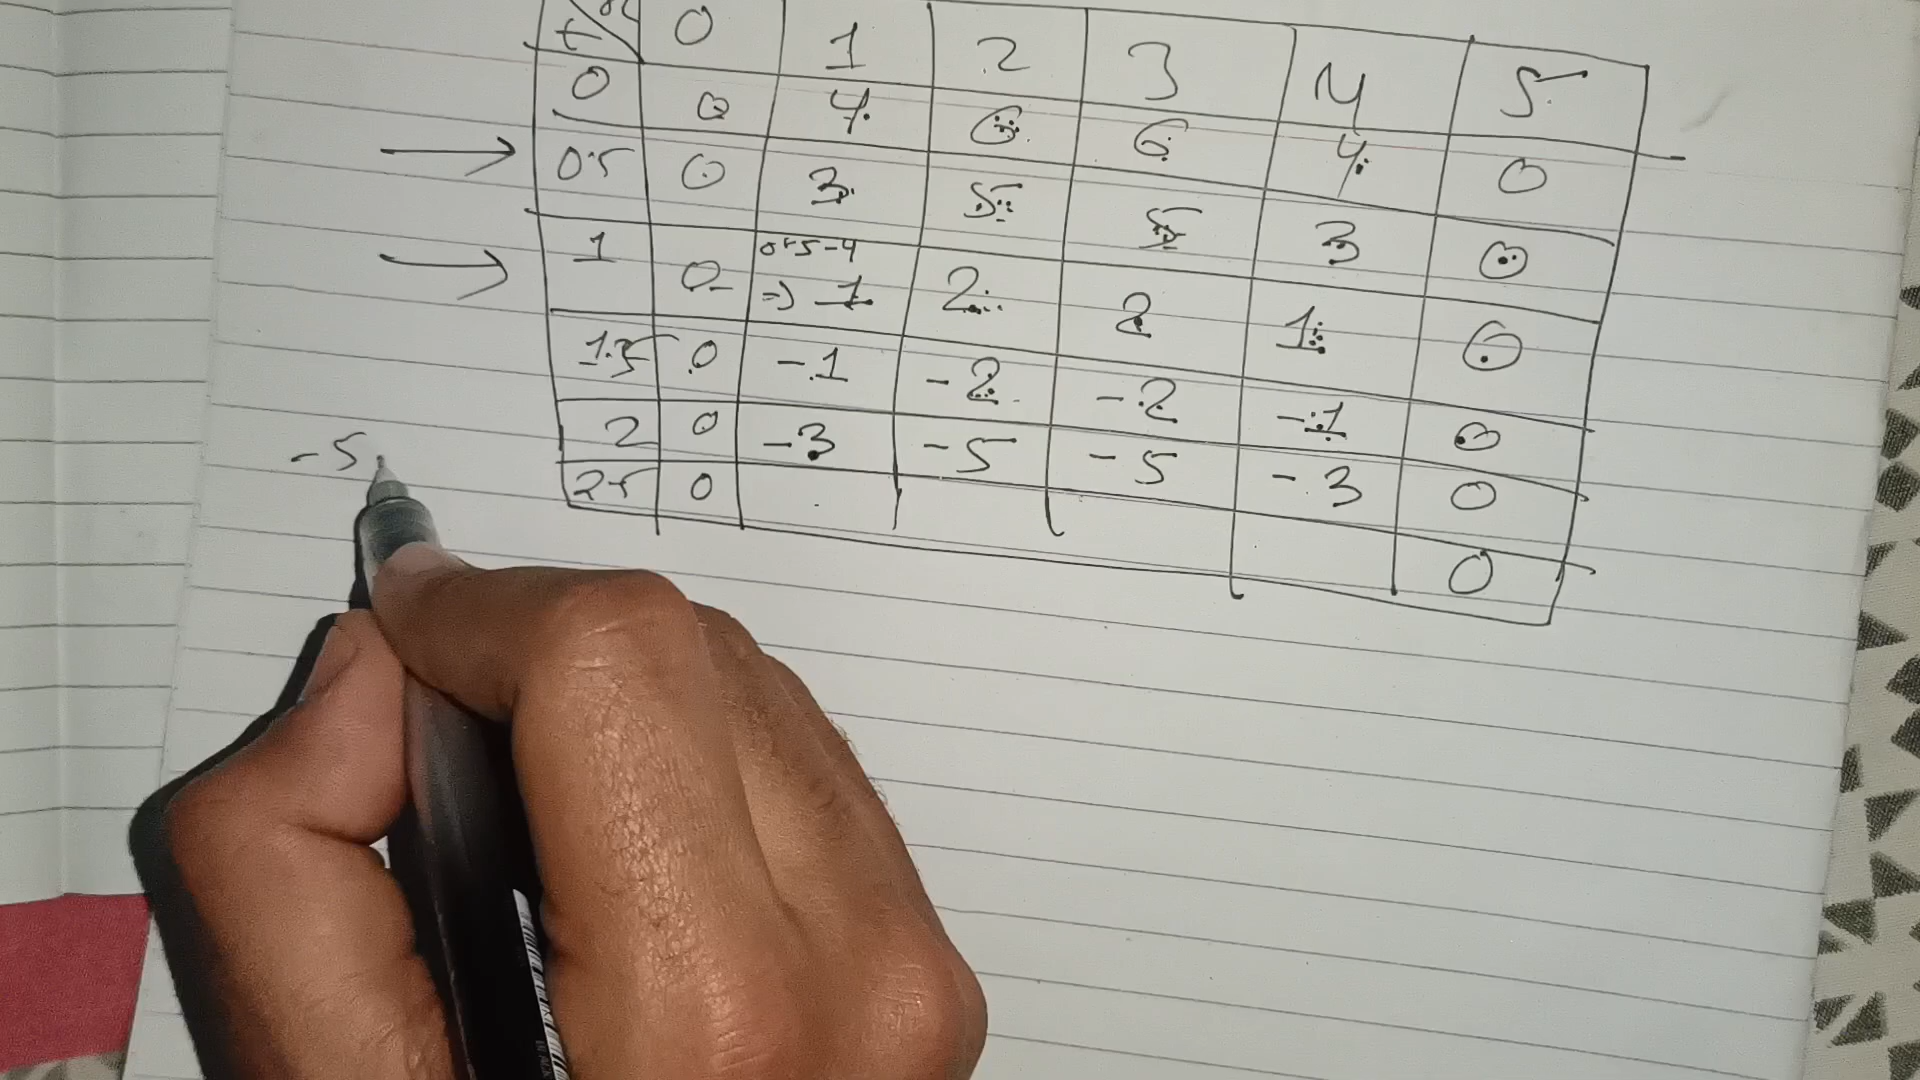 t x 0 1 2 3 4 5
0 0 4 6 6 4 0
0.5 0 3 5 5 3 0
1 0 0+5-4 => 1 2 2 1 0
1.5 0 -1 -2 -2 -1 0
2 0 -3 -5 -5 -3 0
2.5 0 0
-5